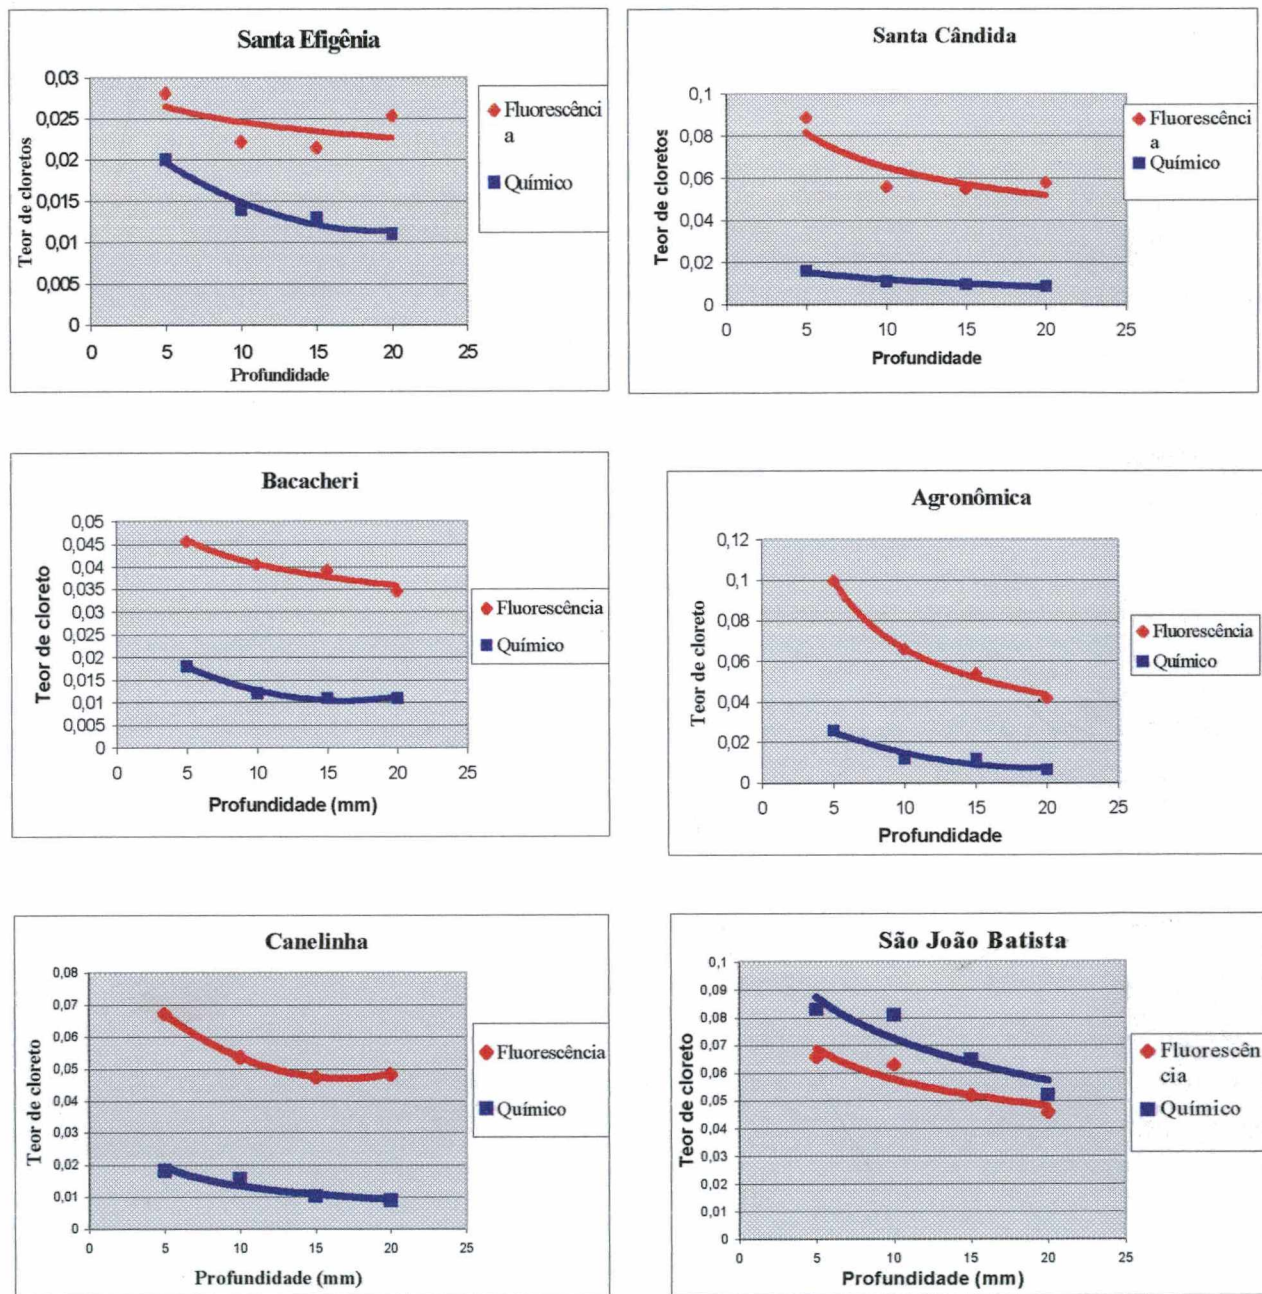 Santa Efigênia
Teor de cloretos
0,03
0,025
0,02
0,015
0,01
0,005
0
0 5 10 15 20 25
Profundidade
Fluorescênci
a
Químico
Santa Cândida
Teor de cloretos
0,1
0,08
0,06
0,04
0,02
0
0 5 10 15 20 25
Profundidade
Fluorescênci
a
Químico
Bacacheri
Teor de cloreto
0,05
0,045
0,04
0,035
0,03
0,025
0,02
0,015
0,01
0,005
0
0 5 10 15 20 25
Profundidade (mm)
Fluorescência
Químico
Agronômica
Teor de cloreto
0,12
0,1
0,08
0,06
0,04
0,02
0
0 5 10 15 20 25
Profundidade
Fluorescência
Químico
Canelinha
Teor de cloreto
0,08
0,07
0,06
0,05
0,04
0,03
0,02
0,01
0
0 5 10 15 20 25
Profundidade (mm)
Fluorescência
Químico
São João Batista
Teor de cloreto
0,1
0,09
0,08
0,07
0,06
0,05
0,04
0,03
0,02
0,01
0
0 5 10 15 20 25
Profundidade (mm)
Fluorescên
cia
Químico